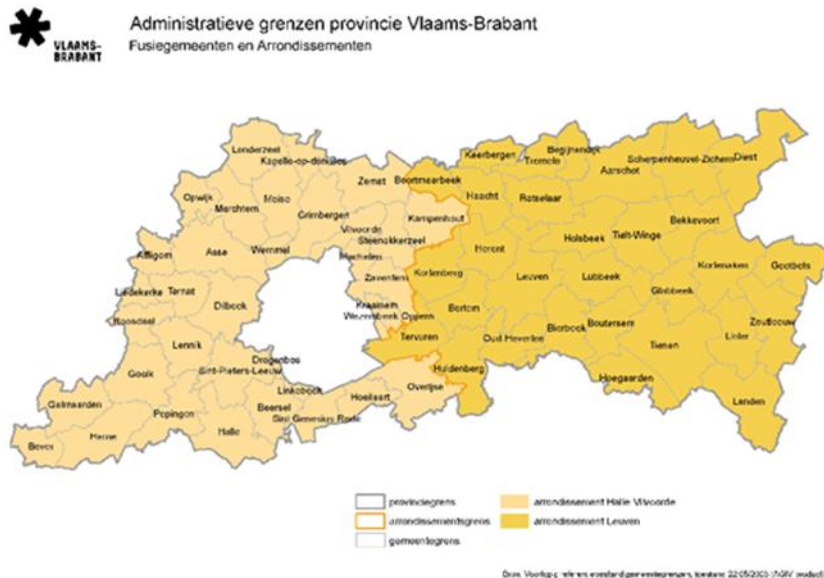 VLAAMS-
BRABANT
Administratieve grenzen provincie Vlaams-Brabant
Fusiegemeenten en Arrondissementen
Londerzeel
Kapelle-op-den-Bos
Keerbergen
Tremelo
Begijnendijk
Aarschot
Scherpenheuvel-Zichem
Diest
Zemst
Boortmeerbeek
Haacht
Rotselaar
Opwijk
Merchtem
Meise
Grimbergen
Kampenhout
Bekkevoort
Vilvoorde
Steenokkerzeel
Holsbeek
Tielt-Winge
Affligem
Asse
Wemmel
Machelen
Herent
Kortenaken
Geetbets
Zaventem
Kortenberg
Leuven
Lubbeek
Glabbeek
Liedekerke
Ternat
Dilbeek
Kraainem
Wezembeek Oppem
Bertem
Zoutleeuw
Roosdaal
Lennik
Tervuren
Oud Heverlee
Bierbeek
Boutersem
Tienen
Linter
Drogenbos
Sint-Pieters-Leeuw
Gooik
Huldenberg
Hoegaarden
Galmaarden
Linkebeek
Hoeilaart
Overijse
Landen
Pepingen
Beersel
Sint Genesius Rode
Bever
Herne
Halle
provinciegrens
arrondissement Halle Vilvoorde
arrondissementsgrens
arrondissement Leuven
gemeentegrens